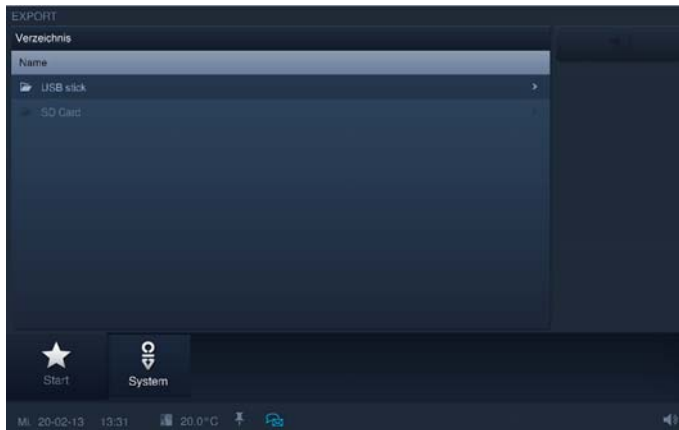 EXPORT
Verzeichnis
Name
USB stick
SD Card
Start
System
Mi. 20-02-13 13:31 20.0°C